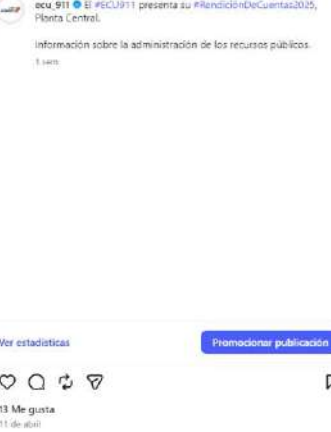 ecu_911 El #ECU911 presenta su #RendiciónDeCuentas2025,
Planta Central.
Información sobre la administración de los recursos públicos.
1 sem
Ver estadísticas
Promocionar publicación
13 Me gusta
11 de abril